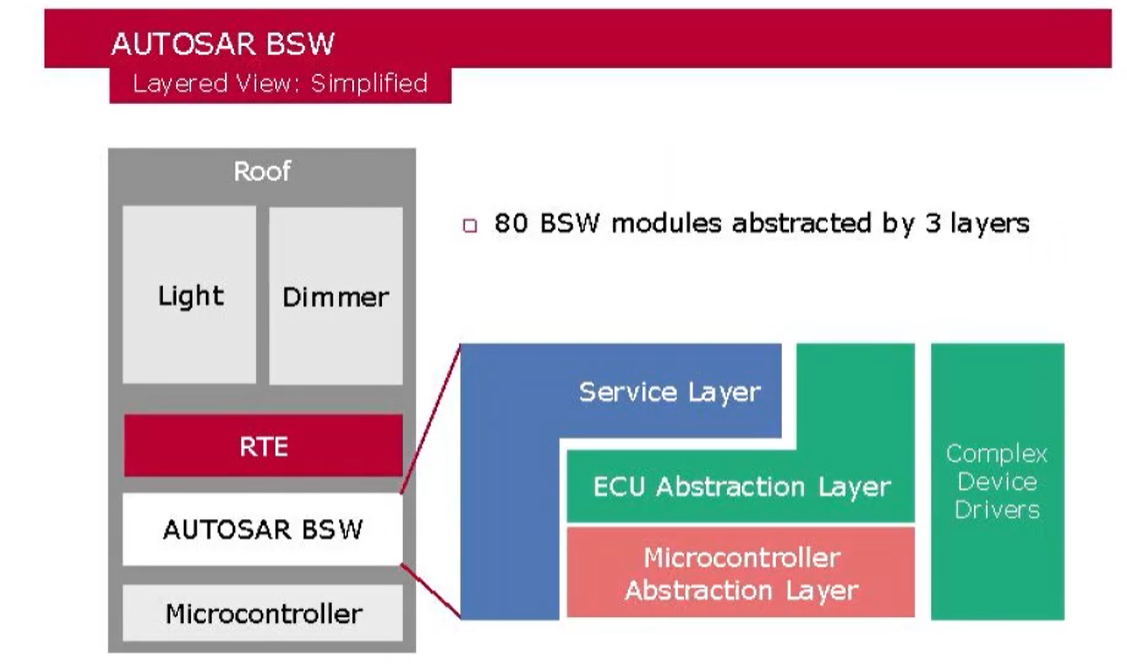 AUTOSAR BSW
Layered View: Simplified
Roof
Light
Dimmer
RTE
AUTOSAR BSW
Microcontroller
80 BSW modules abstracted by 3 layers
Service Layer
ECU Abstraction Layer
Microcontroller
Abstraction Layer
Complex
Device
Drivers